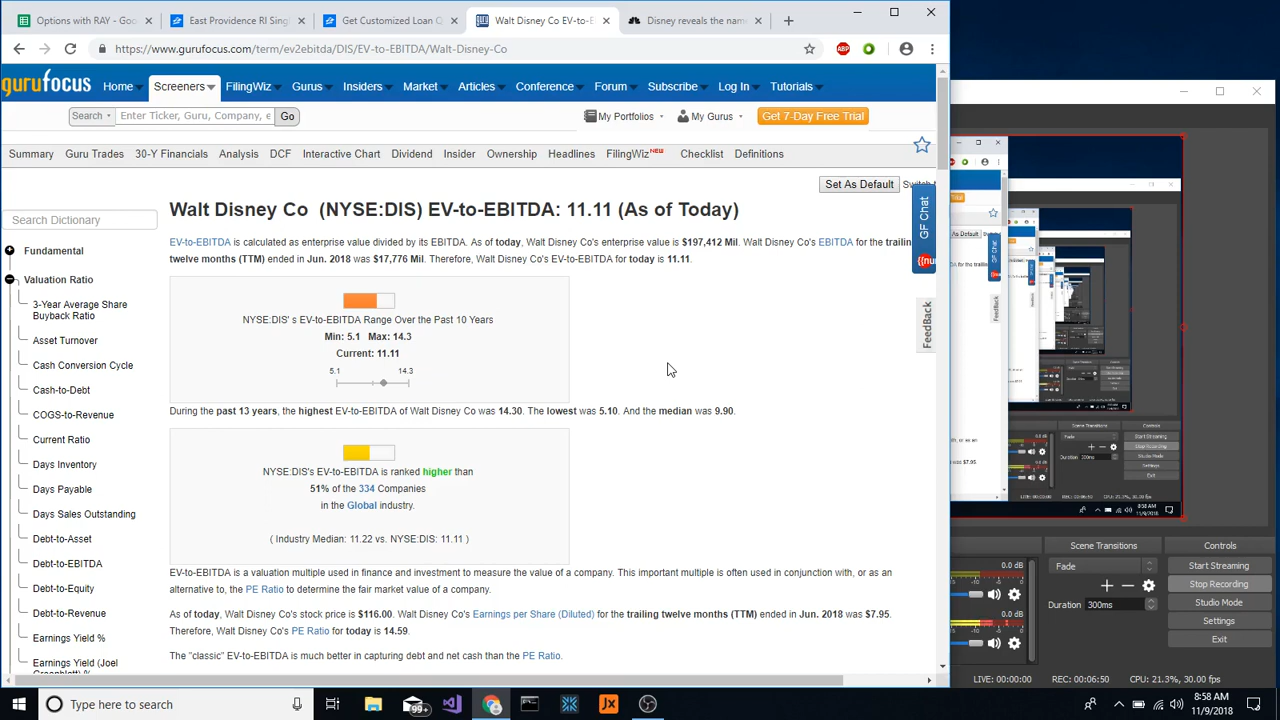 Options with RAY - Goo
East Providence RI Singl
Get Customized Loan Q
Walt Disney Co EV-to-E
Disney reveals the nam
https://www.gurufocus.com/term/ev2ebitda/DIS/EV-to-EBITDA/Walt-Disney-Co
ABP
gurufocus
Home
Screeners
FilingWiz
Gurus
Insiders
Market
Articles
Conference
Forum
Subscribe
Log In
Tutorials
Search
Enter Ticker, Guru, Company, e
Go
My Portfolios
My Gurus
Get 7-Day Free Trial
Summary
Guru Trades
30-Y Financials
Analysis
DCF
Interactive Chart
Dividend
Insider
Ownership
Headlines
FilingWiz NEW
Checklist
Definitions
Set As Default
Search Dictionary
Fundamental
Valuation Ratio
3-Year Average Share
Buyback Ratio
Asset Turnover
Cash Conversion Cycle
Cash-to-Debt
COGS-to-Revenue
Current Ratio
Days Inventory
Days Payable
Days Sales Outstanding
Debt-to-Asset
Debt-to-EBITDA
Debt-to-Equity
Debt-to-Revenue
Earnings Yield %
Earnings Yield (Joel
Walt Disney Co (NYSE:DIS) EV-to-EBITDA: 11.11 (As of Today)
EV-to-EBITDA is calculated as enterprise value divided by its EBITDA. As of today, Walt Disney Co's enterprise value is $197,412 Mil. Walt Disney Co's EBITDA for the trailin
twelve months (TTM) ended in Jun. 2018 was $17,776 Mil. Therefore, Walt Disney Co's EV-to-EBITDA for today is 11.11.
NYSE:DIS' s EV-to-EBITDA Range Over the Past 10 Years
Min: 5.1 Max: 14.3
Current: 11.11
5.1
During the past 13 years, the highest EV-to-EBITDA of Walt Disney Co was 14.30. The lowest was 5.10. And the median was 9.90.
NYSE:DIS's EV-to-EBITDA is ranked higher than
51% of the 334 Companies
in the Global industry.
( Industry Median: 11.22 vs. NYSE:DIS: 11.11 )
EV-to-EBITDA is a valuation multiple used in finance and investment to measure the value of a company. This important multiple is often used in conjunction with, or as an
alternative to, the PE Ratio to determine the fair market value of a company.
As of today, Walt Disney Co's stock price is $116.00. Walt Disney Co's Earnings per Share (Diluted) for the trailing twelve months (TTM) ended in Jun. 2018 was $7.95.
Therefore, Walt Disney Co's PE Ratio for today is 14.59.
The "classic" EV-to-EBITDA is much better in capturing debt and net cash than the PE Ratio.
GF Chat
FeedBack
Scene Transitions
Fade
Duration 300ms
Controls
Start Streaming
Stop Recording
Studio Mode
Settings
Exit
0.0 dB
0.0 dB
LIVE: 00:00:00
REC: 00:06:50
CPU: 21.3%, 30.00 fps
Type here to search
99+
8:58 AM
11/9/2018